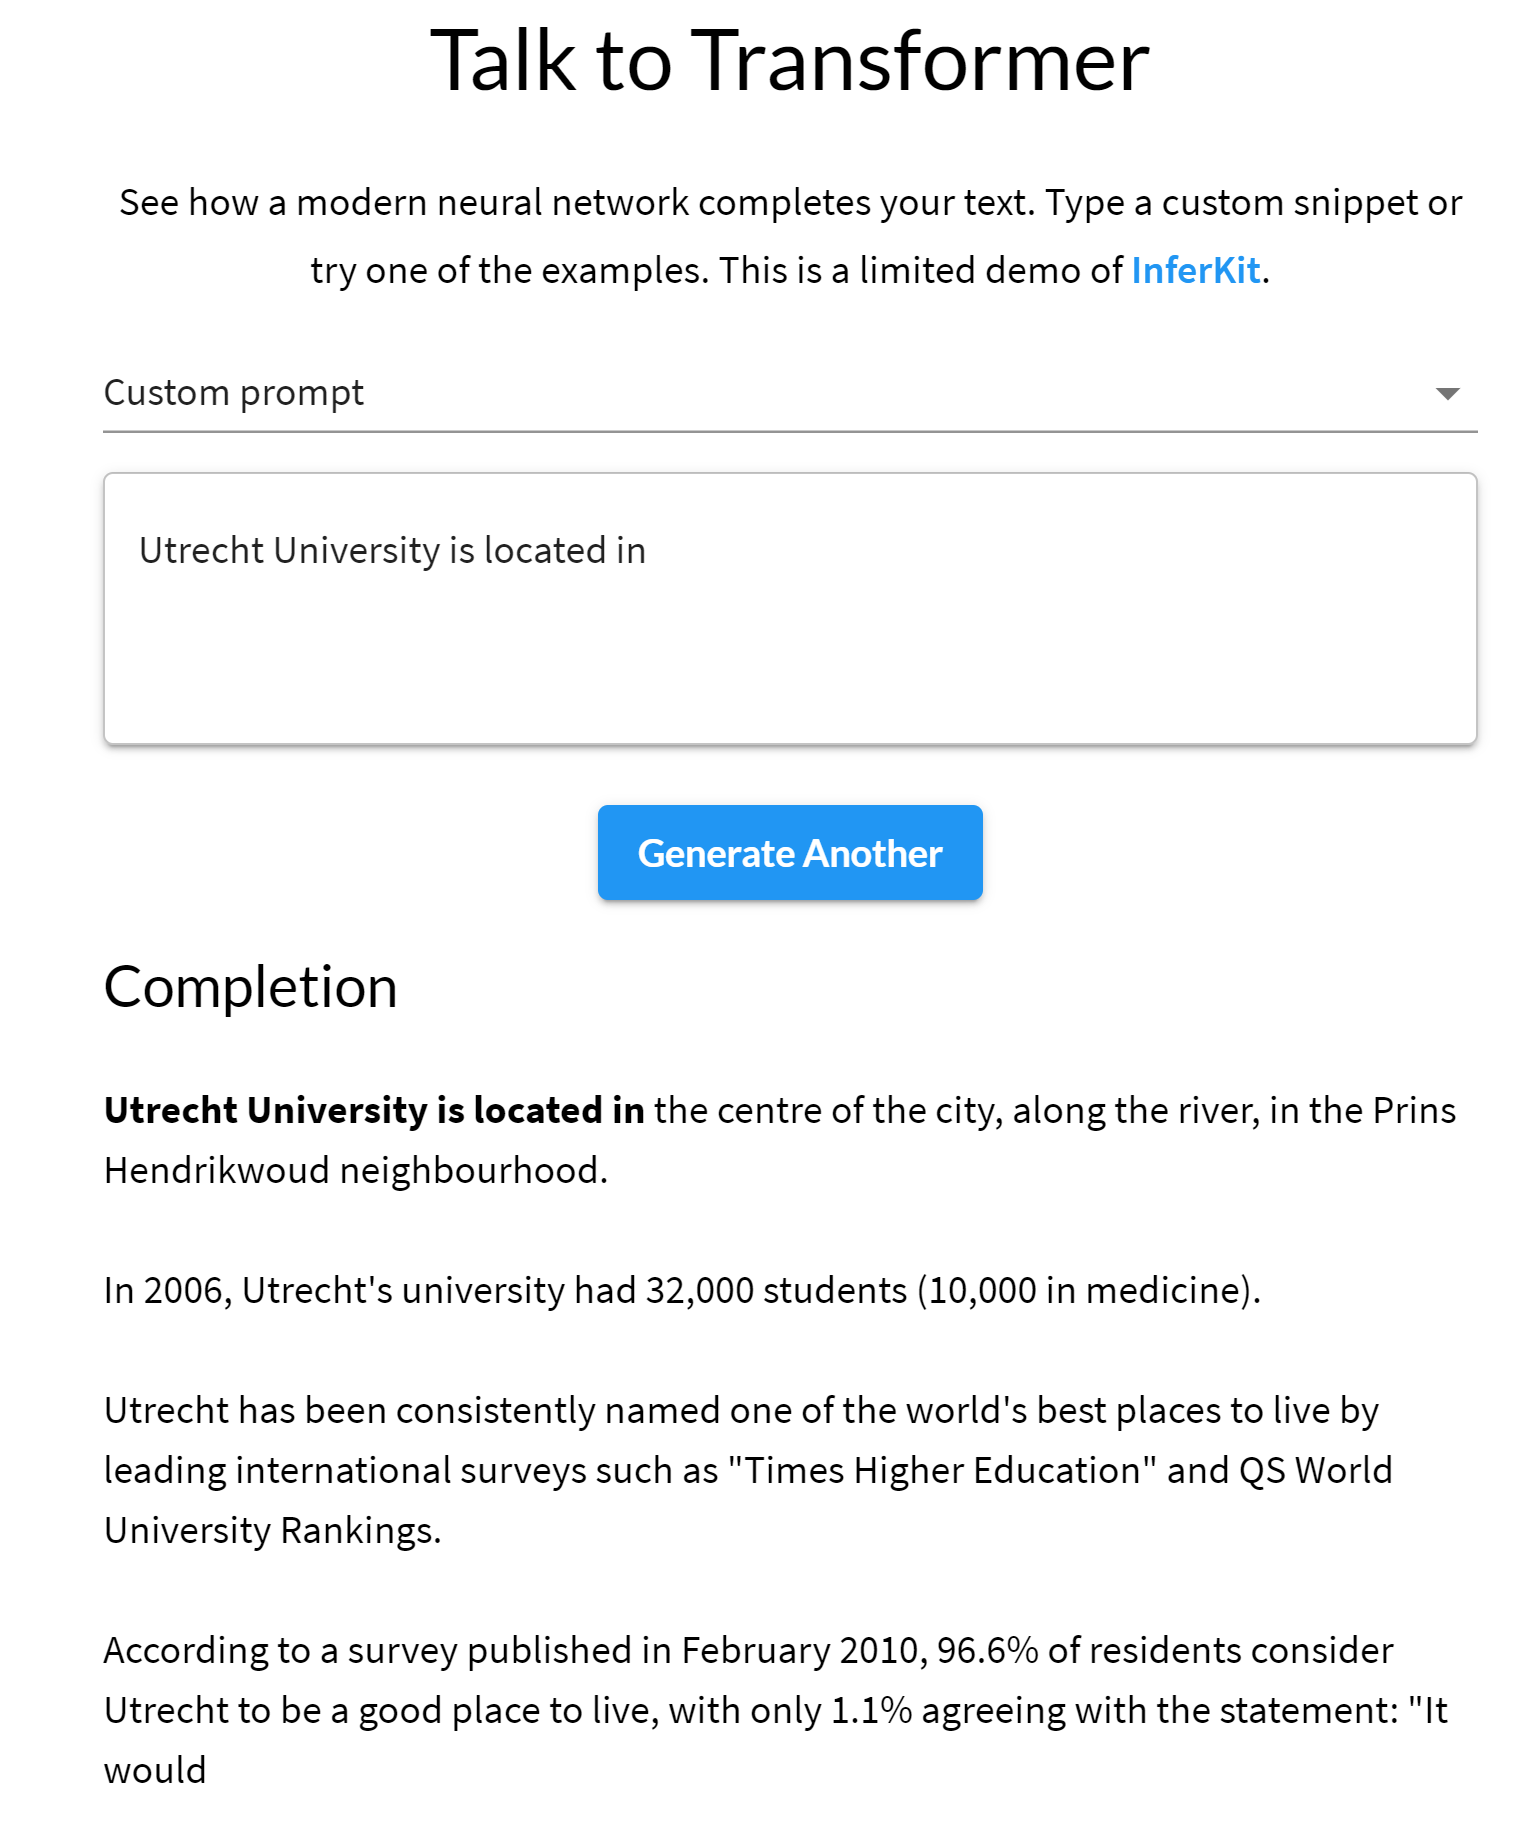 Talk to Transformer
See how a modern neural network completes your text. Type a custom snippet or
try one of the examples. This is a limited demo of InferKit.
Custom prompt
Utrecht University is located in
Generate Another
Completion
Utrecht University is located in the centre of the city, along the river, in the Prins
Hendrikwoud neighbourhood.
In 2006, Utrecht's university had 32,000 students (10,000 in medicine).
Utrecht has been consistently named one of the world's best places to live by
leading international surveys such as "Times Higher Education" and QS World
University Rankings.
According to a survey published in February 2010, 96.6% of residents consider
Utrecht to be a good place to live, with only 1.1% agreeing with the statement: "It
would